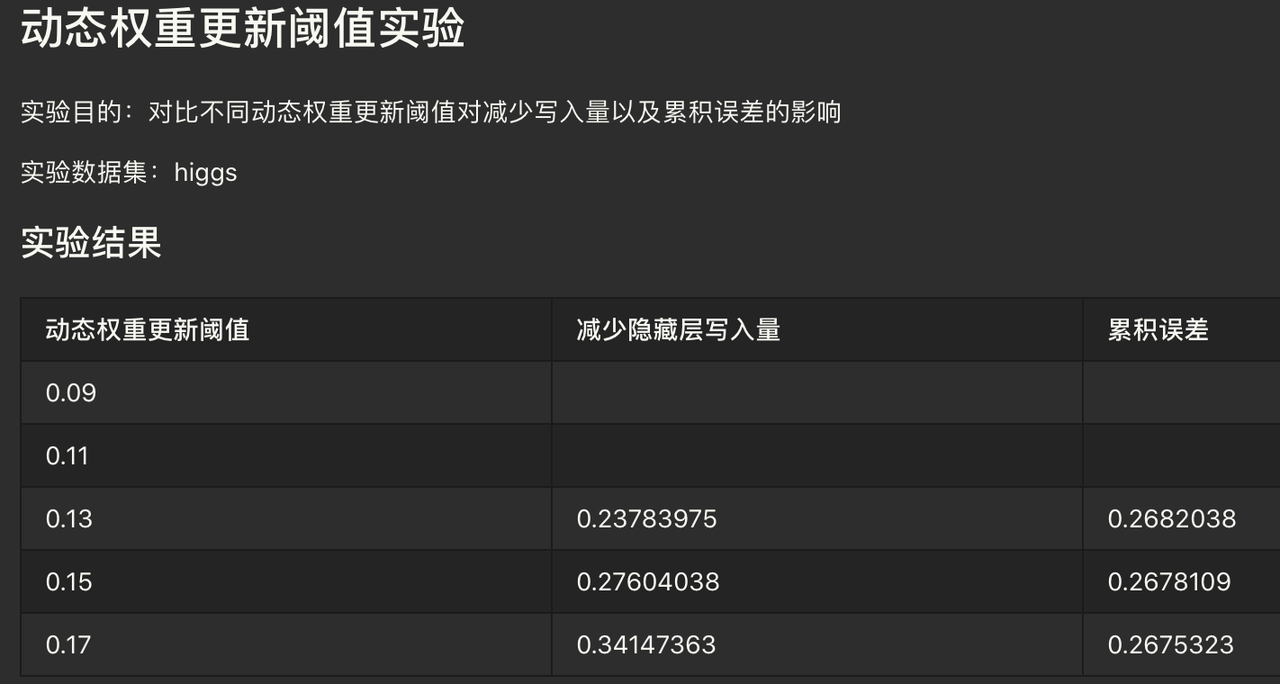 动态权重更新阈值实验
实验目的：对比不同动态权重更新阈值对减少写入量以及累积误差的影响
实验数据集：higgs
实验结果
动态权重更新阈值 减少隐藏层写入量 累积误差
0.09
0.11
0.13 0.23783975 0.2682038
0.15 0.27604038 0.2678109
0.17 0.34147363 0.2675323